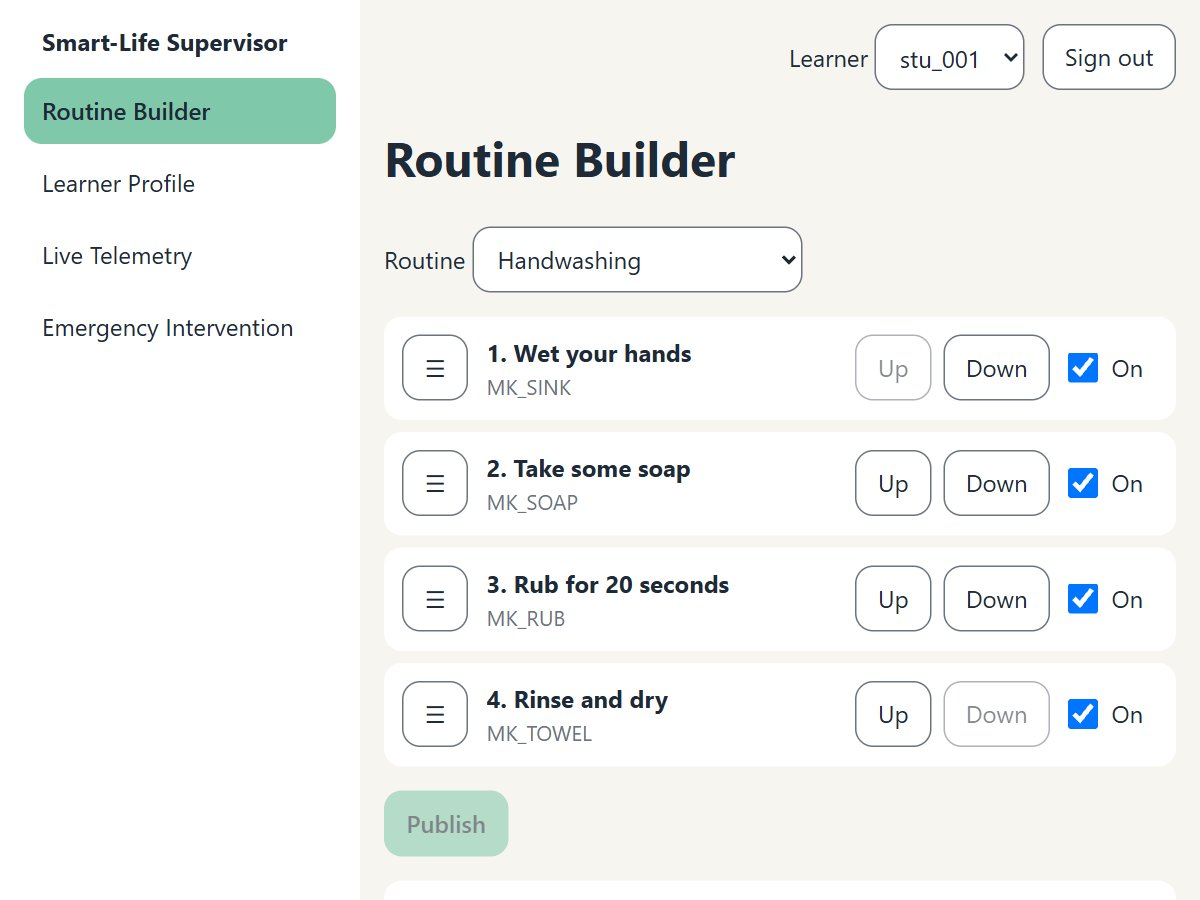 Smart-Life Supervisor
Routine Builder
Learner Profile
Live Telemetry
Emergency Intervention
Learner stu_001 Sign out
Routine Builder
Routine Handwashing
☰ 1. Wet your hands Up Down On
MK_SINK
☰ 2. Take some soap Up Down On
MK_SOAP
☰ 3. Rub for 20 seconds Up Down On
MK_RUB
☰ 4. Rinse and dry Up Down On
MK_TOWEL
Publish